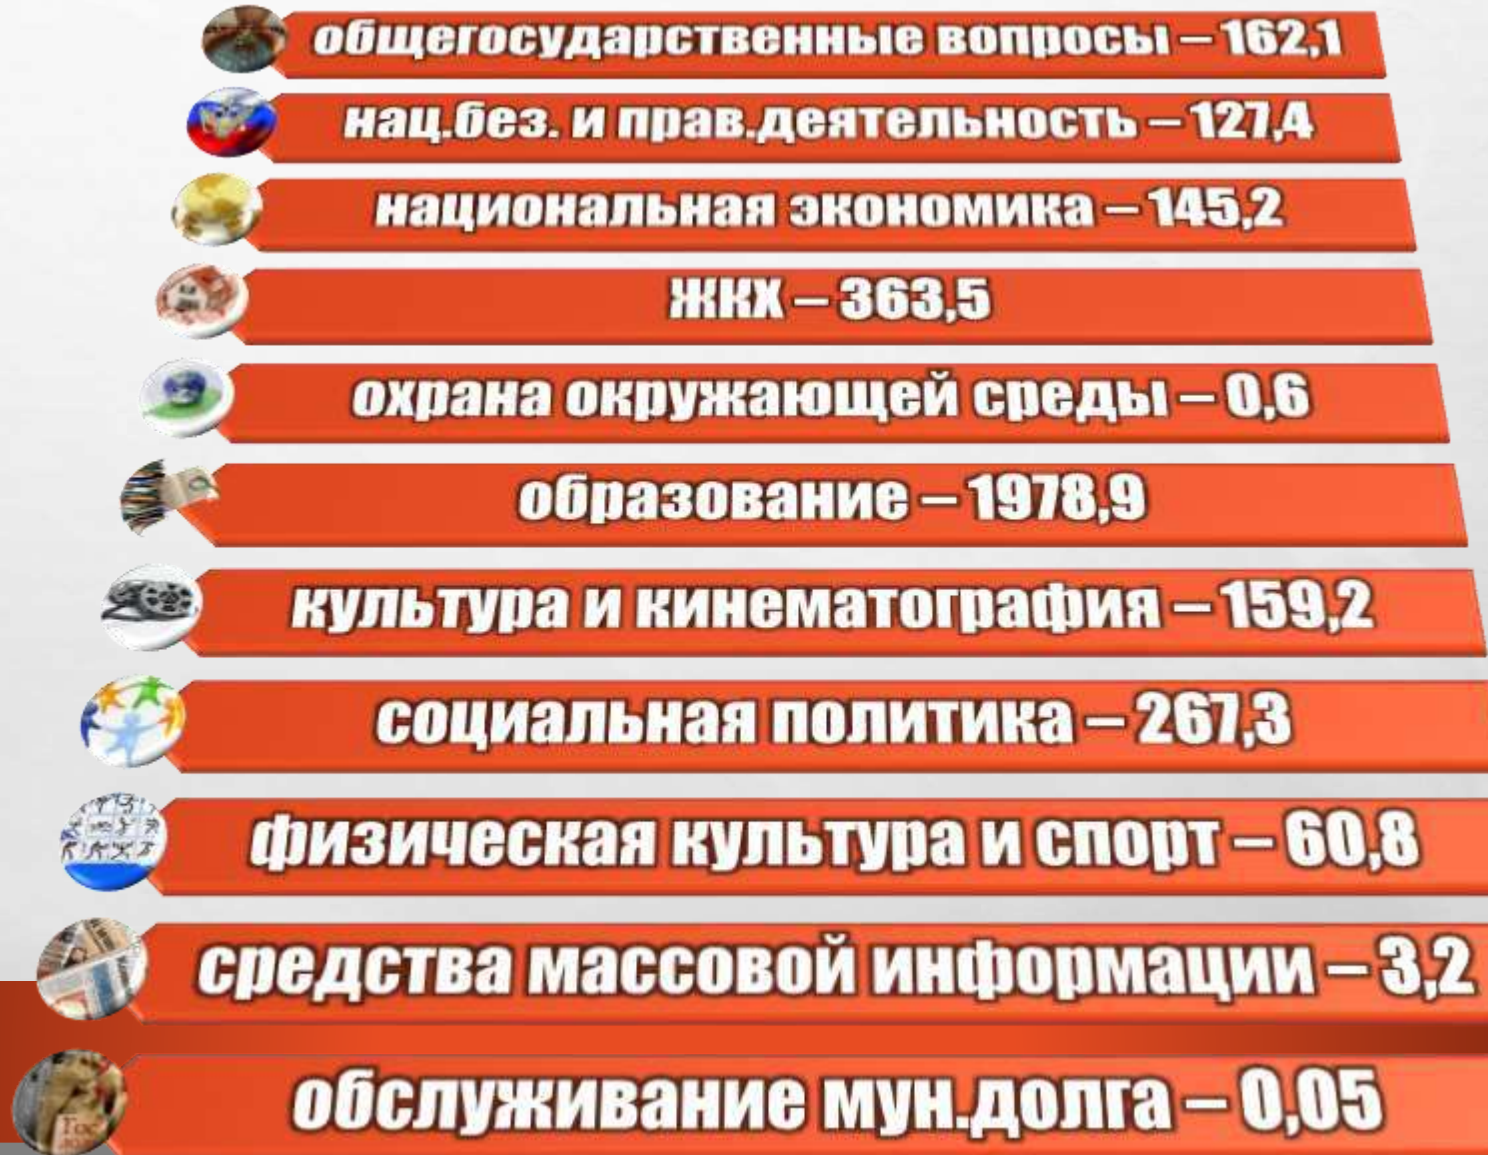 общегосударственные вопросы – 162,1
нац.без. и прав.деятельность – 127,4
национальная экономика – 145,2
ЖКХ – 363,5
охрана окружающей среды – 0,6
образование – 1978,9
культура и кинематография – 159,2
социальная политика – 267,3
физическая культура и спорт – 60,8
средства массовой информации – 3,2
обслуживание мун.долга – 0,05